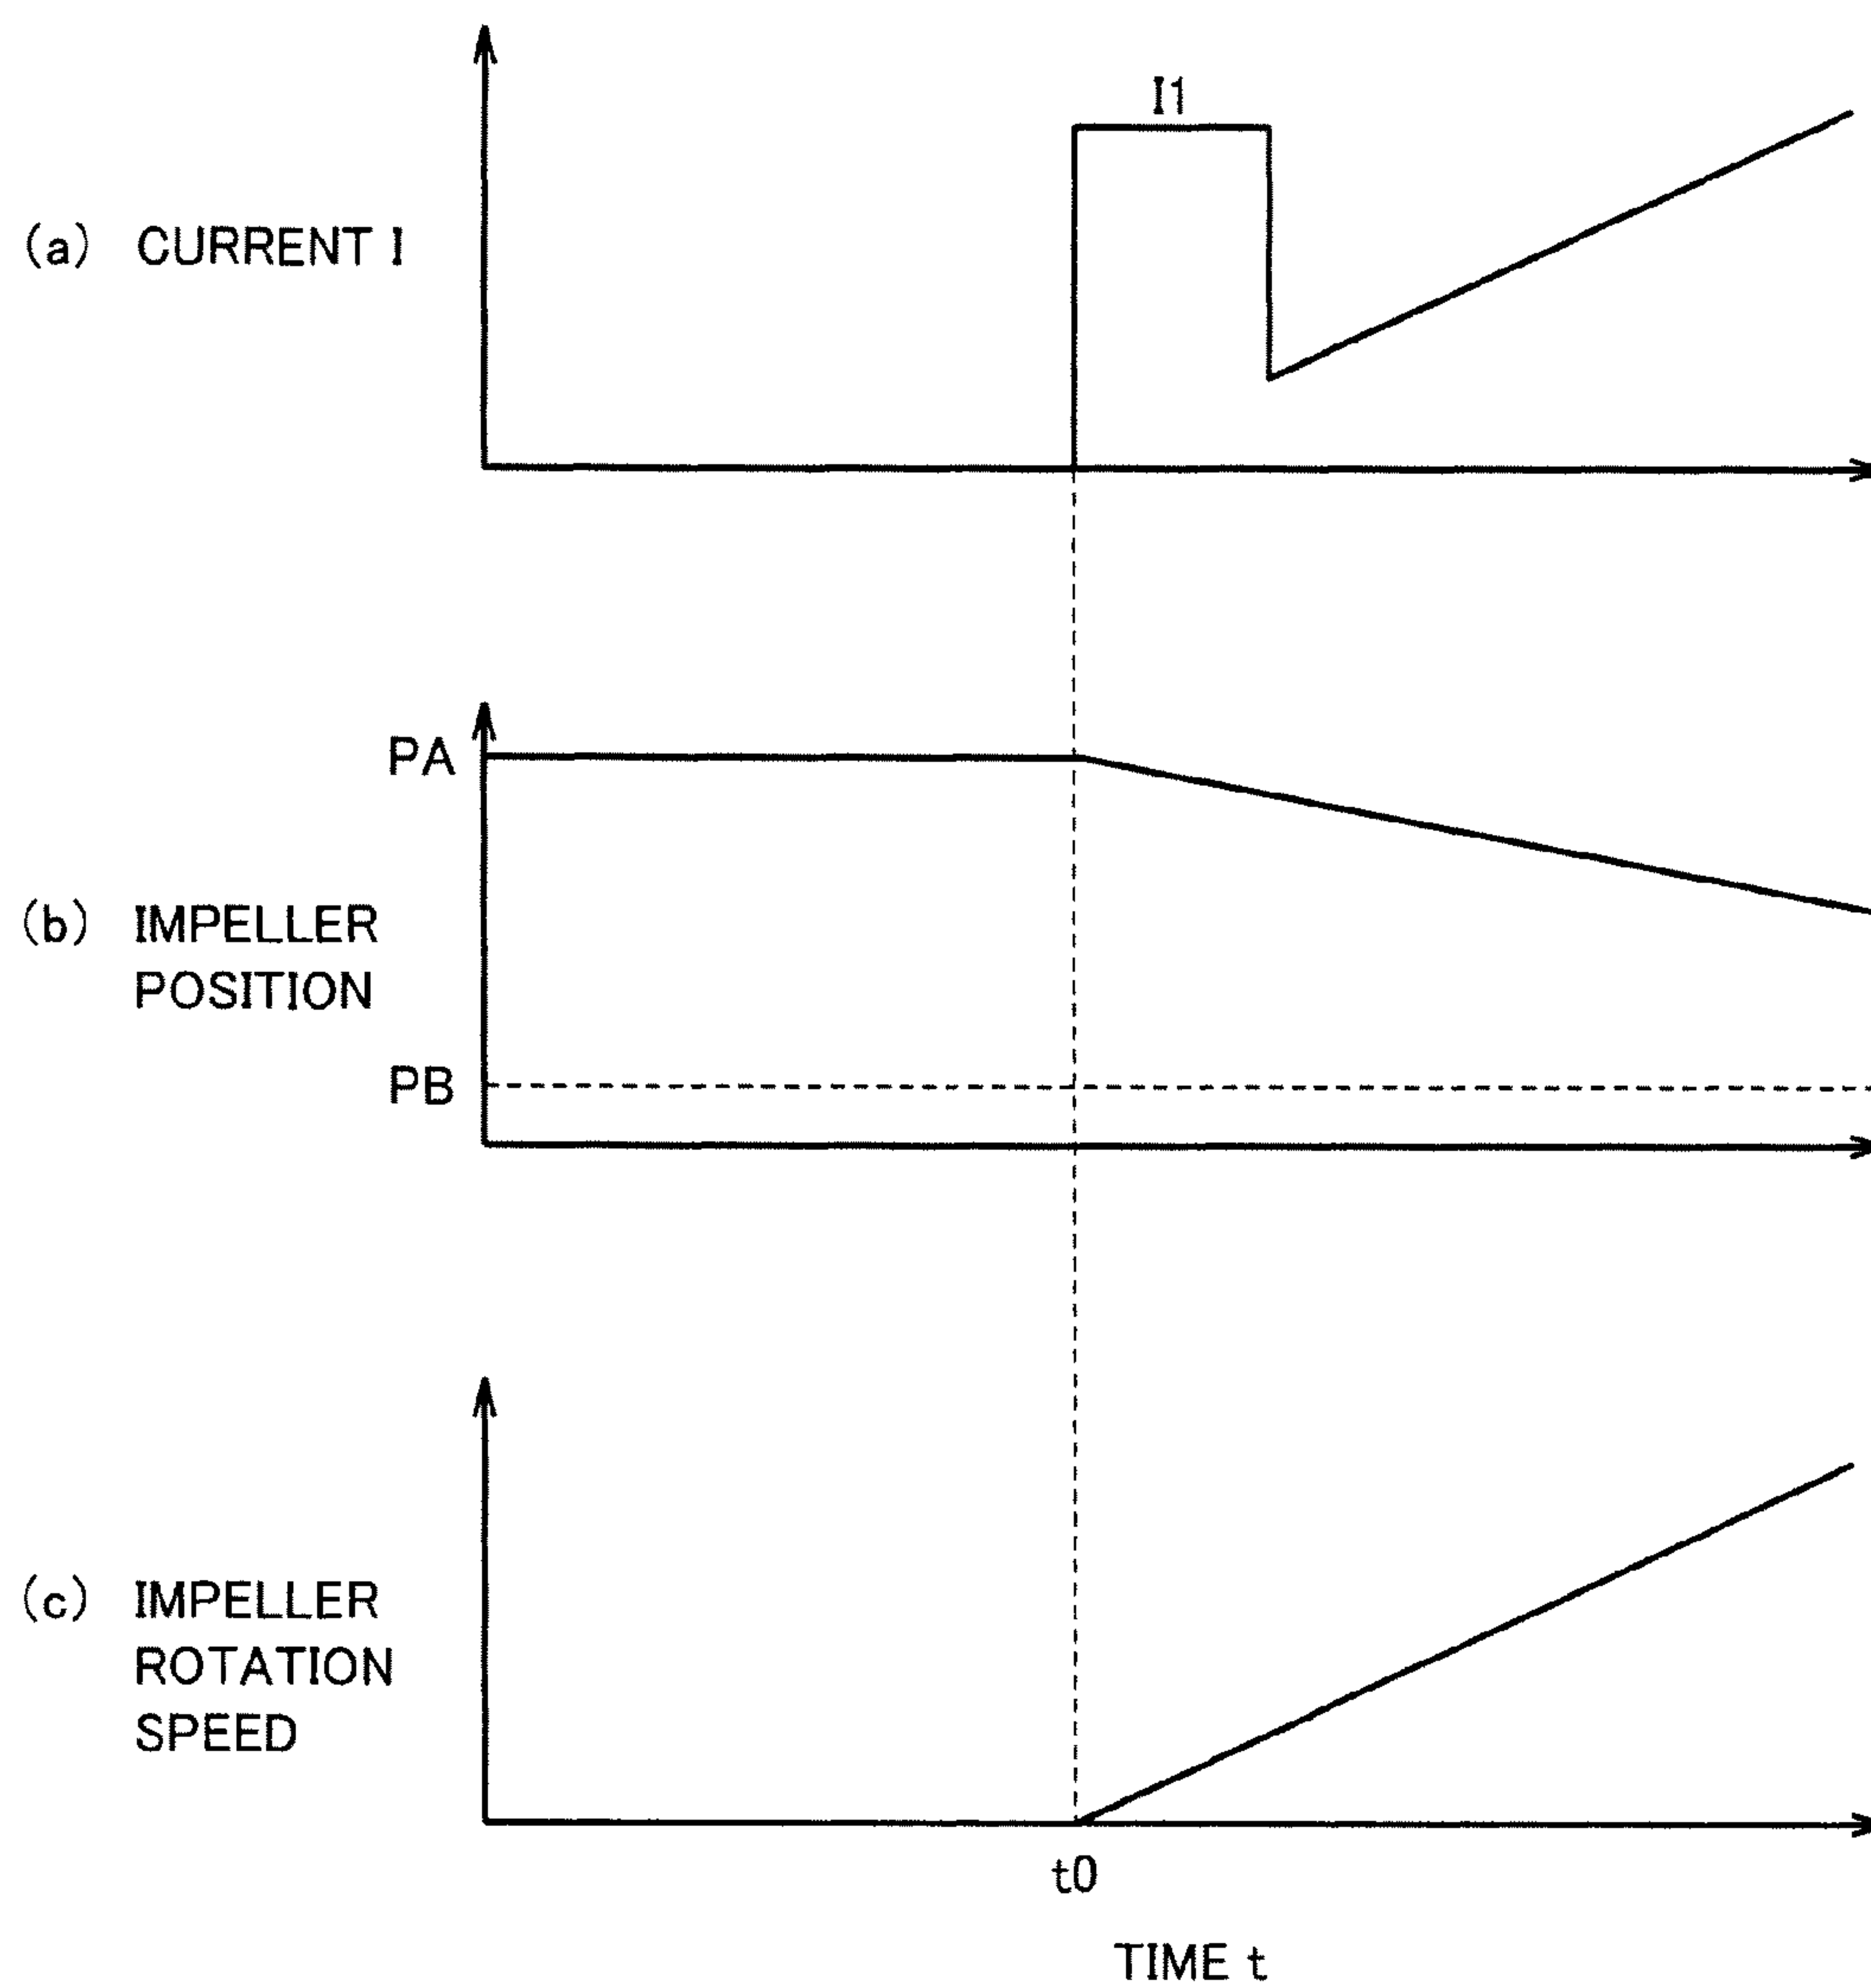 I1
(a) CURRENT I
PA
(b) IMPELLER
POSITION
PB
(c) IMPELLER
ROTATION
SPEED
t0
TIME t